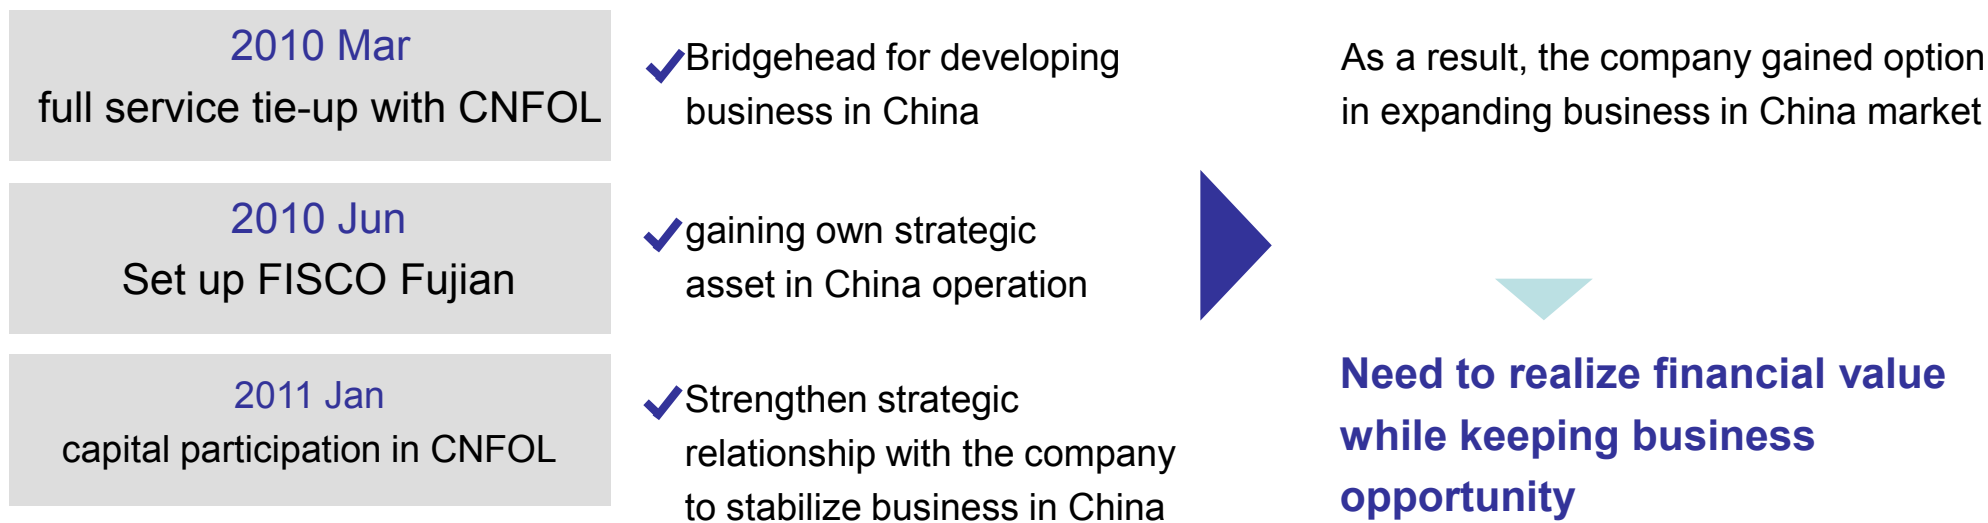 2010 Mar
full service tie-up with CNFOL
Bridgehead for developing
business in China
2010 Jun
Set up FISCO Fujian
gaining own strategic
asset in China operation
2011 Jan
capital participation in CNFOL
Strengthen strategic
relationship with the company
to stabilize business in China
As a result, the company gained option
in expanding business in China market
Need to realize financial value
while keeping business
opportunity